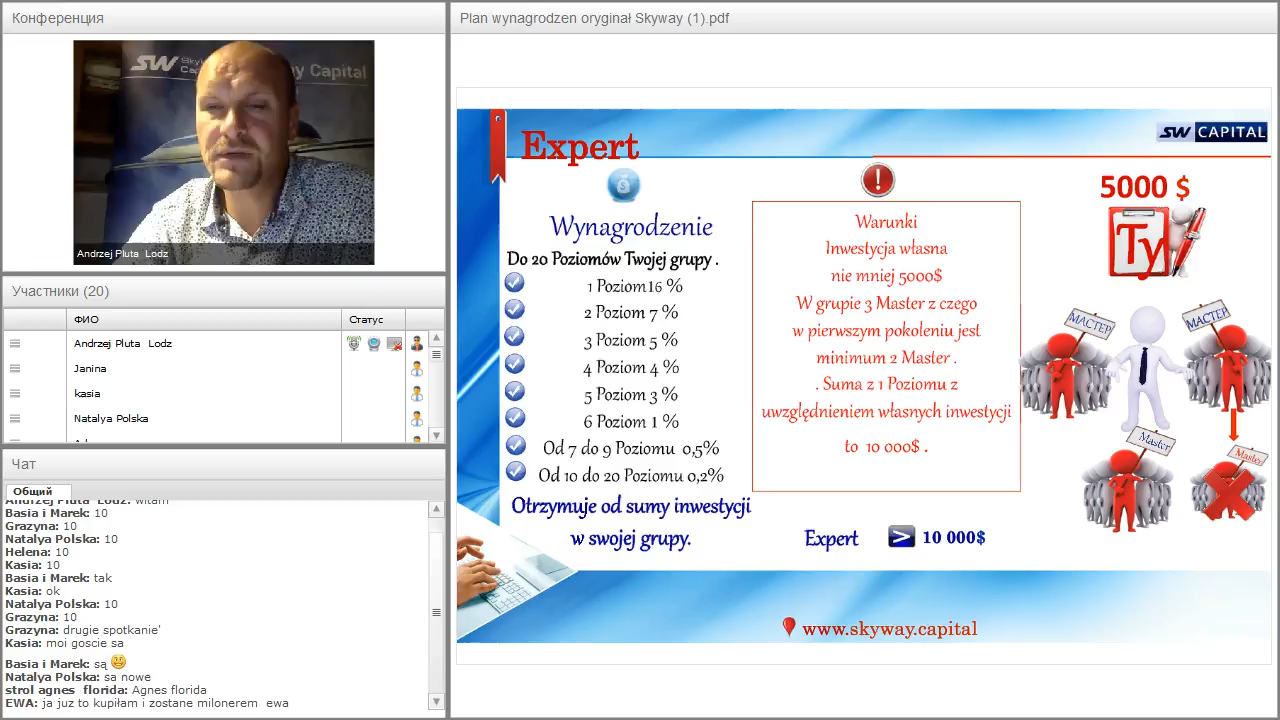 Конференция
SW
Capital
Andrzej Pluta Lodz
Участники (20)
ФИО
Статус
Andrzej Pluta Lodz
Janina
kasia
Natalya Polska
Чат
Общий
Andrzej Pluta Lodz: witam
Basia i Marek: 10
Grazyna: 10
Natalya Polska: 10
Helena: 10
Kasia: 10
Basia i Marek: tak
Kasia: ok
Natalya Polska: 10
Grazyna: 10
Grazyna: drugie spotkanie'
Kasia: moi goscie sa
Basia i Marek: są
Natalya Polska: sa nowe
strol agnes florida: Agnes florida
EWA: ja juz to kupiłam i zostene milonerem ewa
Plan wynagrodzen oryginał Skyway (1).pdf
Expert
SW CAPITAL
Wynagrodzenie
Do 20 Poziomów Twojej grupy .
1 Poziom16 %
2 Poziom 7 %
3 Poziom 5 %
4 Poziom 4 %
5 Poziom 3 %
6 Poziom 1 %
Od 7 do 9 Poziomu 0,5%
Od 10 do 20 Poziomu 0,2%
Otrzymuje od sumy inwestycji
w swojej grupy.
!
Warunki
Inwestycja własna
nie mniej 5000$
W grupie 3 Master z czego
w pierwszym pokoleniu jest
minimum 2 Master .
. Suma z 1 Poziomu z
uwzględnieniem własnych inwestycji
to 10 000$ .
Expert > 10 000$
5000 $
Ty
МАСТЕР
МАСТЕР
Master
Master
www.skyway.capital